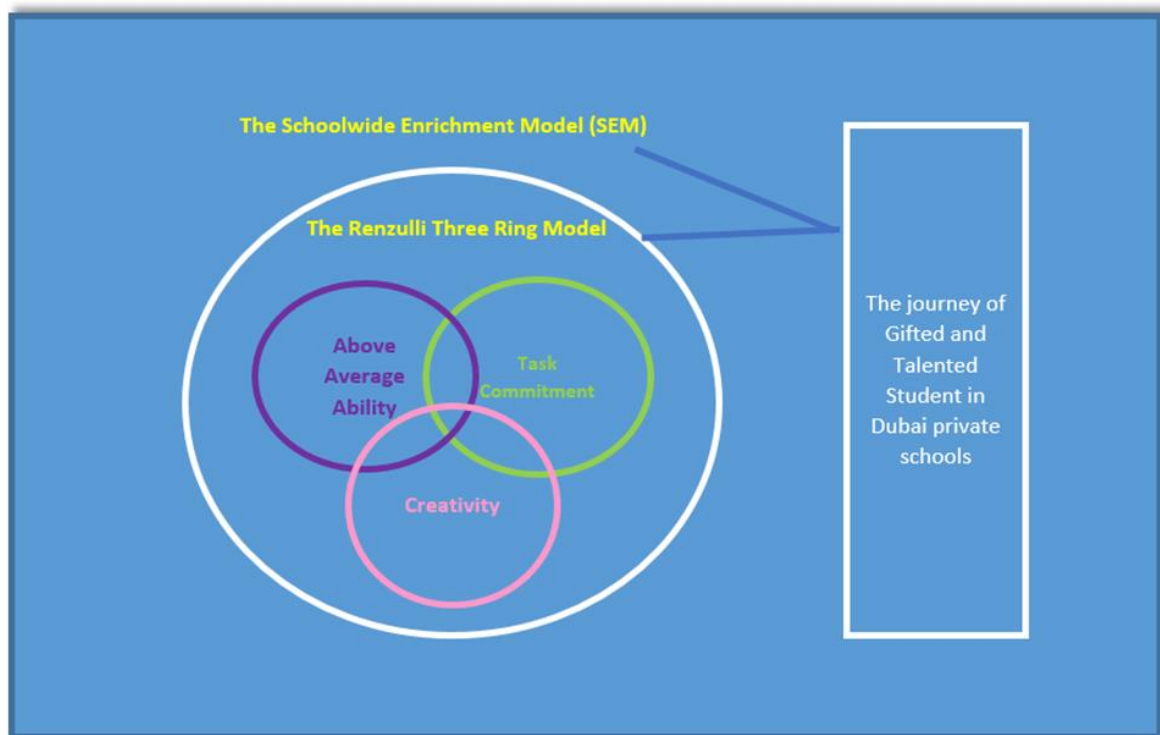 The Schoolwide Enrichment Model (SEM)
The Renzulli Three Ring Model
Above
Average
Ability
Task
Commitment
Creativity
The journey of
Gifted and
Talented
Student in
Dubai private
schools